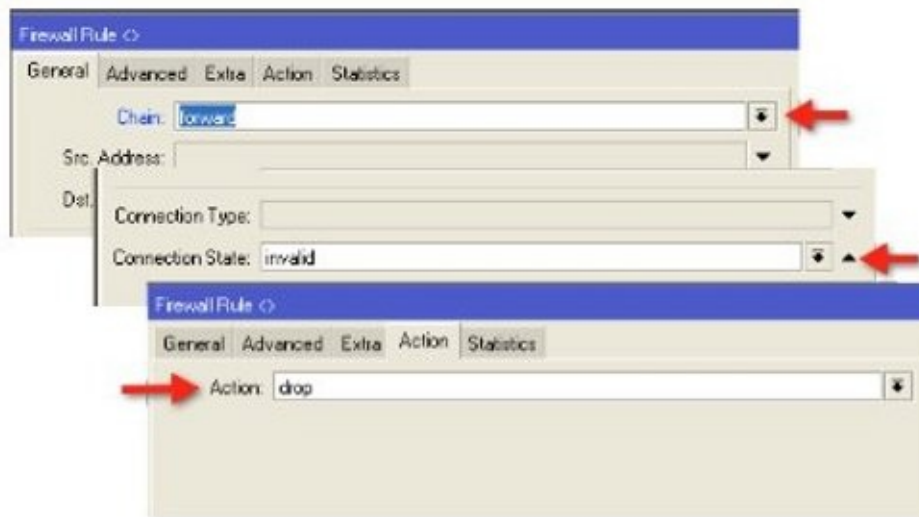 Firewall Rule <>
General Advanced Extra Action Statistics
Chain: forward
Src. Address:
Dst.
Connection Type:
Connection State: invalid
Firewall Rule <>
General Advanced Extra Action Statistics
Action: drop